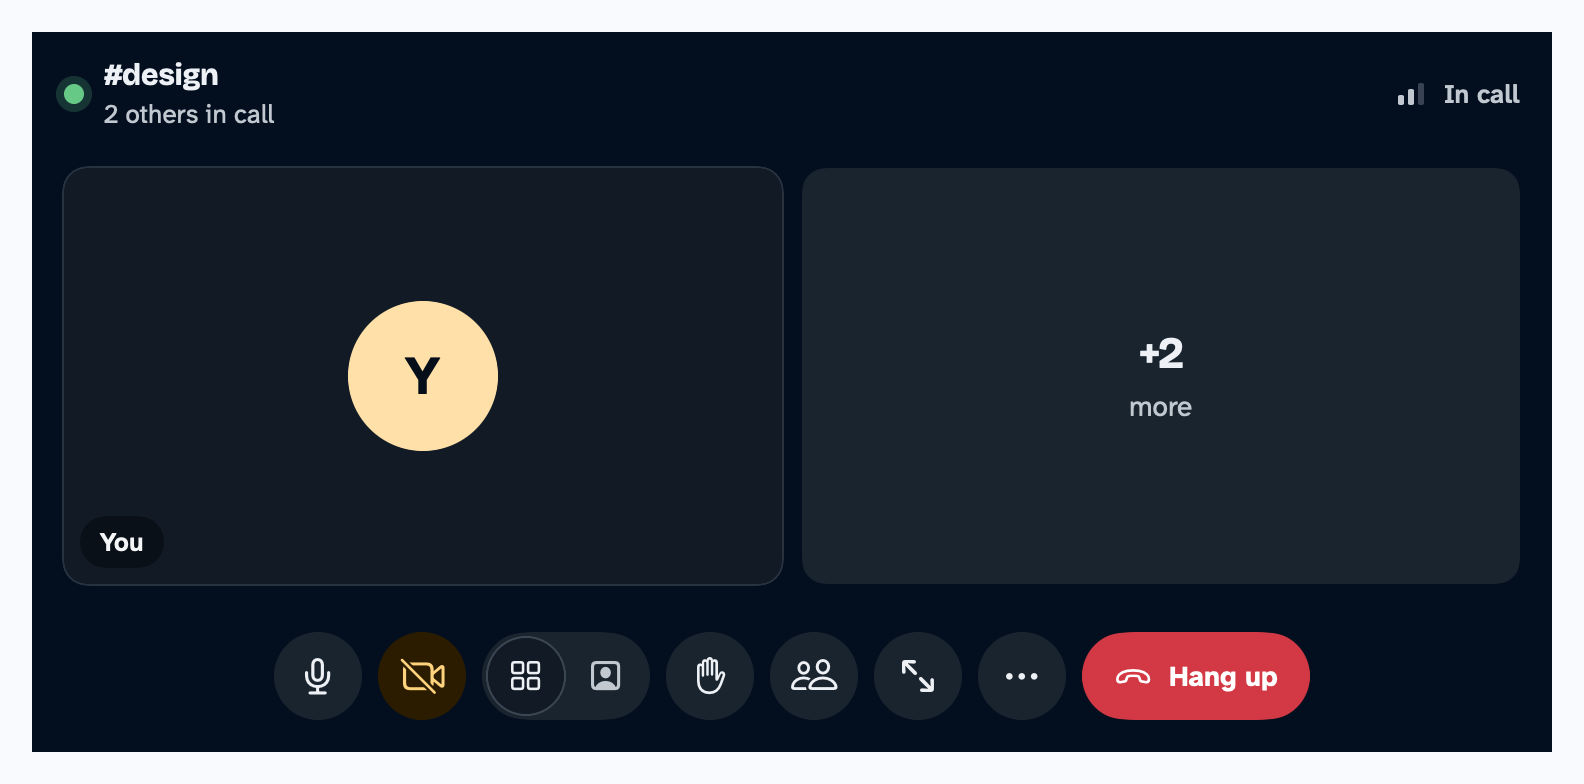 #design
2 others in call
In call
Y
You
+2
more
Hang up